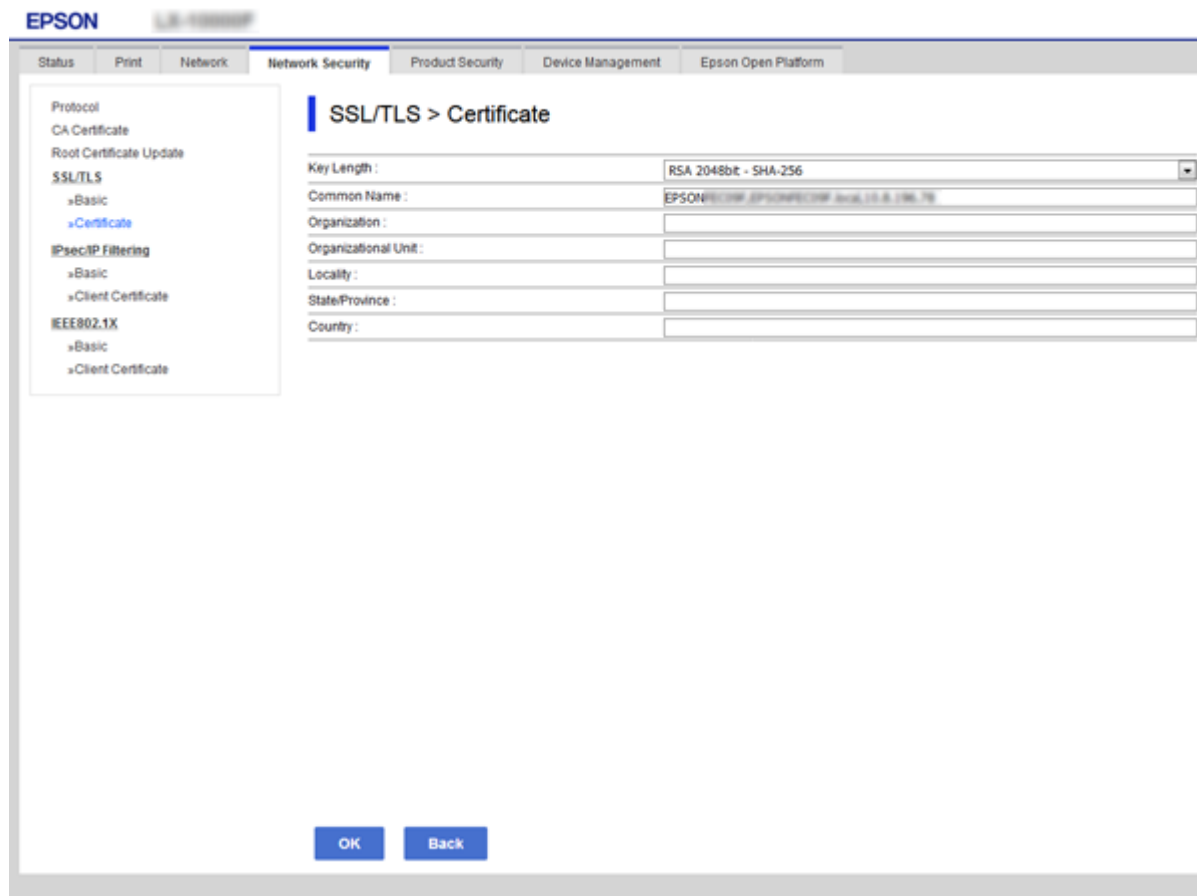 EPSON
Status Print Network Network Security Product Security Device Management Epson Open Platform
Protocol
CA Certificate
Root Certificate Update
SSL/TLS
»Basic
»Certificate
IPsec/IP Filtering
»Basic
»Client Certificate
IEEE802.1X
»Basic
»Client Certificate
SSL/TLS > Certificate
Key Length : RSA 2048bit - SHA-256
Common Name : EPSON
Organization :
Organizational Unit :
Locality :
State/Province :
Country :
OK Back